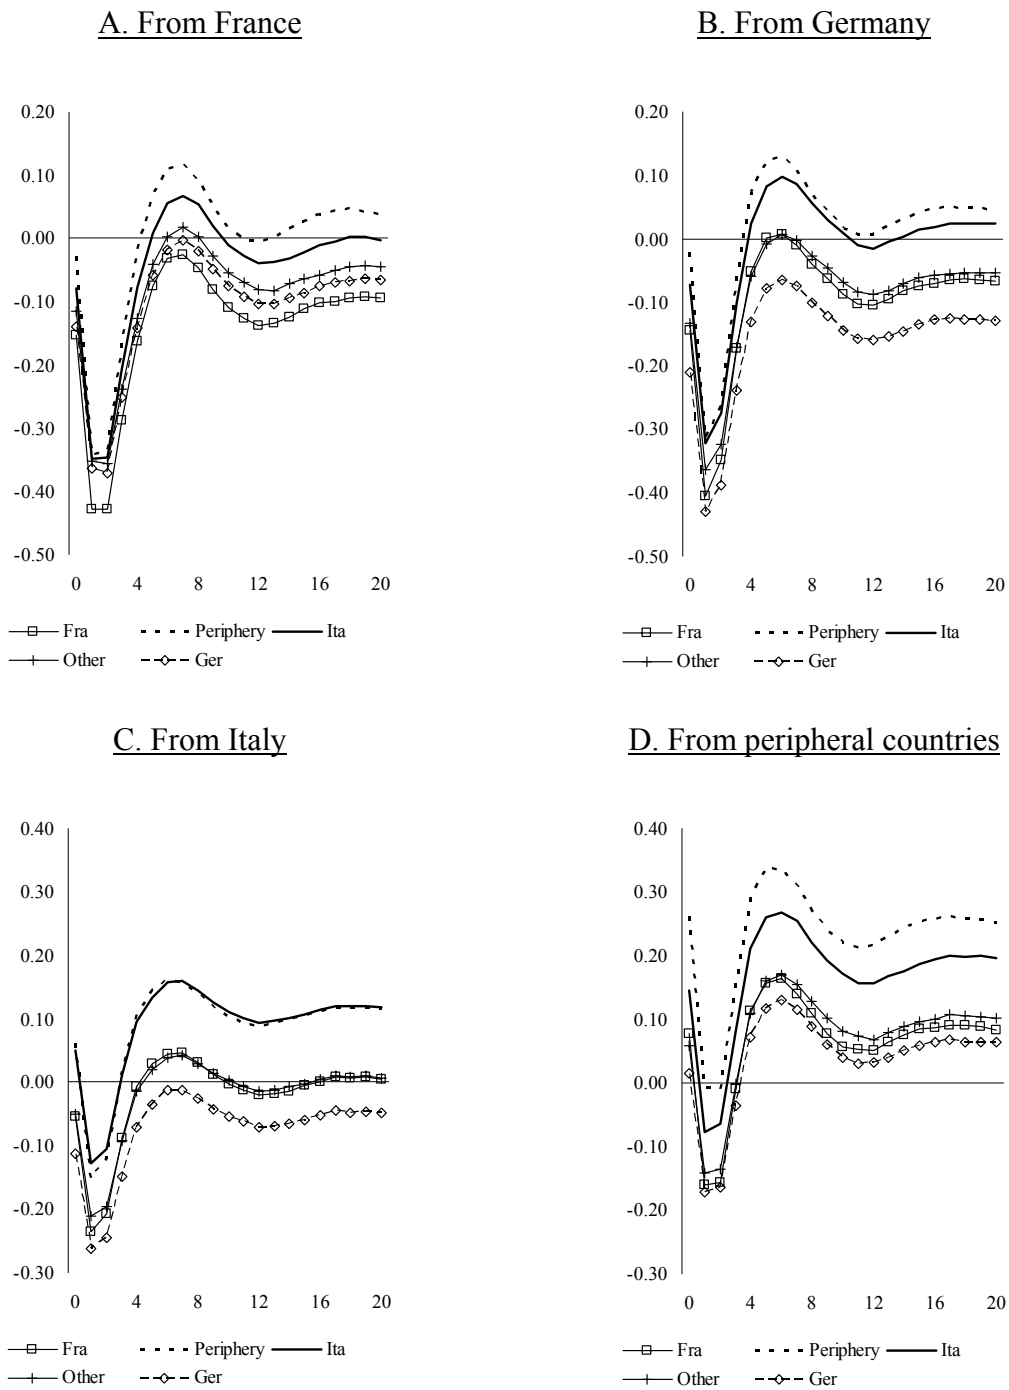 A. From France
0.20
0.10
0.00
-0.10
-0.20
-0.30
-0.40
-0.50
0 4 8 12 16 20
Fra Periphery Ita
Other Ger
B. From Germany
0.20
0.10
0.00
-0.10
-0.20
-0.30
-0.40
-0.50
0 4 8 12 16 20
Fra Periphery Ita
Other Ger
C. From Italy
0.40
0.30
0.20
0.10
0.00
-0.10
-0.20
-0.30
0 4 8 12 16 20
Fra Periphery Ita
Other Ger
D. From peripheral countries
0.40
0.30
0.20
0.10
0.00
-0.10
-0.20
-0.30
0 4 8 12 16 20
Fra Periphery Ita
Other Ger